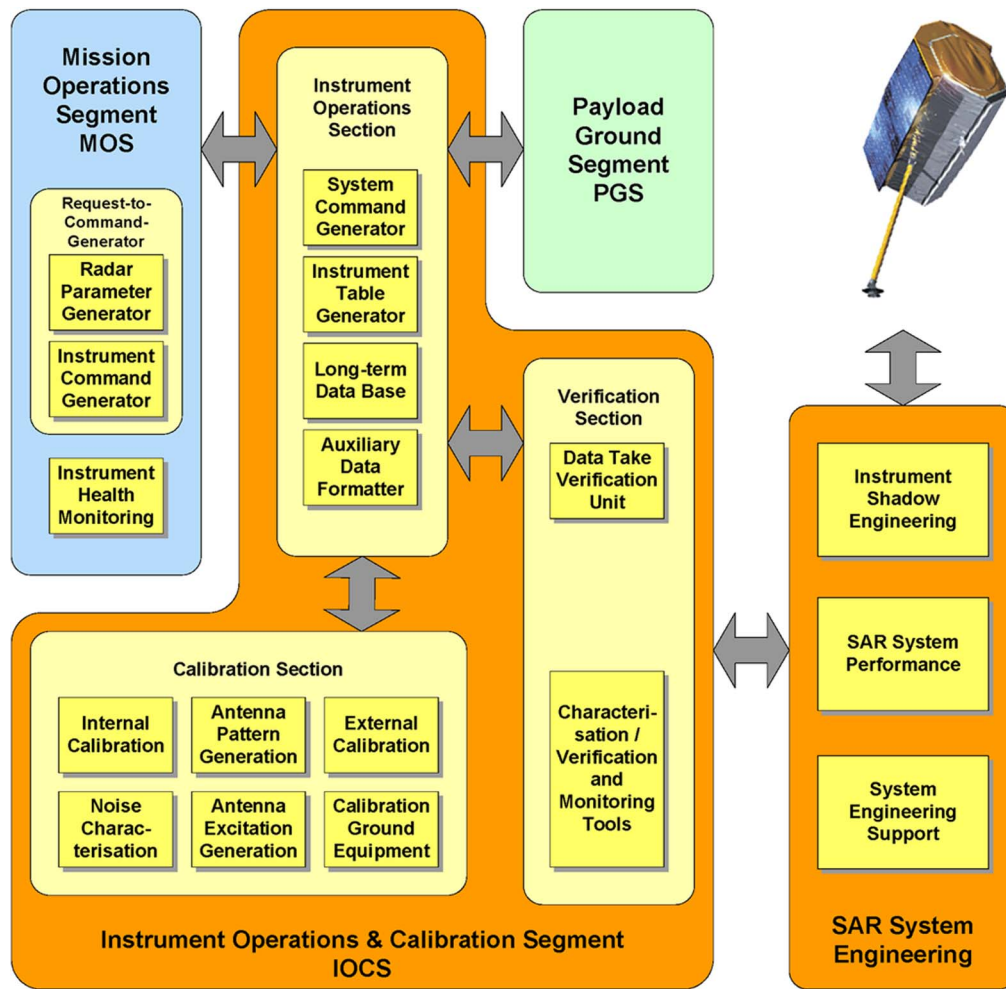 Mission
Operations
Segment
MOS
Request-to-
Command-
Generator
Radar
Parameter
Generator
Instrument
Command
Generator
Instrument
Health
Monitoring
Instrument
Operations
Section
System
Command
Generator
Instrument
Table
Generator
Long-term
Data Base
Auxiliary
Data
Formatter
Payload
Ground
Segment
PGS
Verification
Section
Data Take
Verification
Unit
Characteri-
sation /
Verification
and
Monitoring
Tools
Calibration Section
Internal
Calibration
Antenna
Pattern
Generation
External
Calibration
Noise
Charac-
terisation
Antenna
Excitation
Generation
Calibration
Ground
Equipment
Instrument Operations & Calibration Segment
IOCS
Instrument
Shadow
Engineering
SAR System
Performance
System
Engineering
Support
SAR System
Engineering